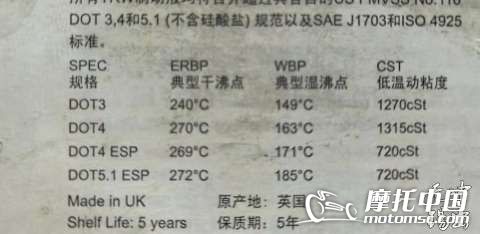 DOT 3,4和5.1 (不含硅酸盐) 规范以及SAE J1703和ISO 4925
标准。
SPEC ERBP WBP CST
规格 典型干沸点 典型湿沸点 低温动粘度
DOT3 240°C 149°C 1270cSt
DOT4 270°C 163°C 1315cSt
DOT4 ESP 269°C 171°C 720cSt
DOT5.1 ESP 272°C 185°C 720cSt
Made in UK 原产地: 英国
Shelf Life: 5 years 保质期: 5年
摩托中国
motomsc.com